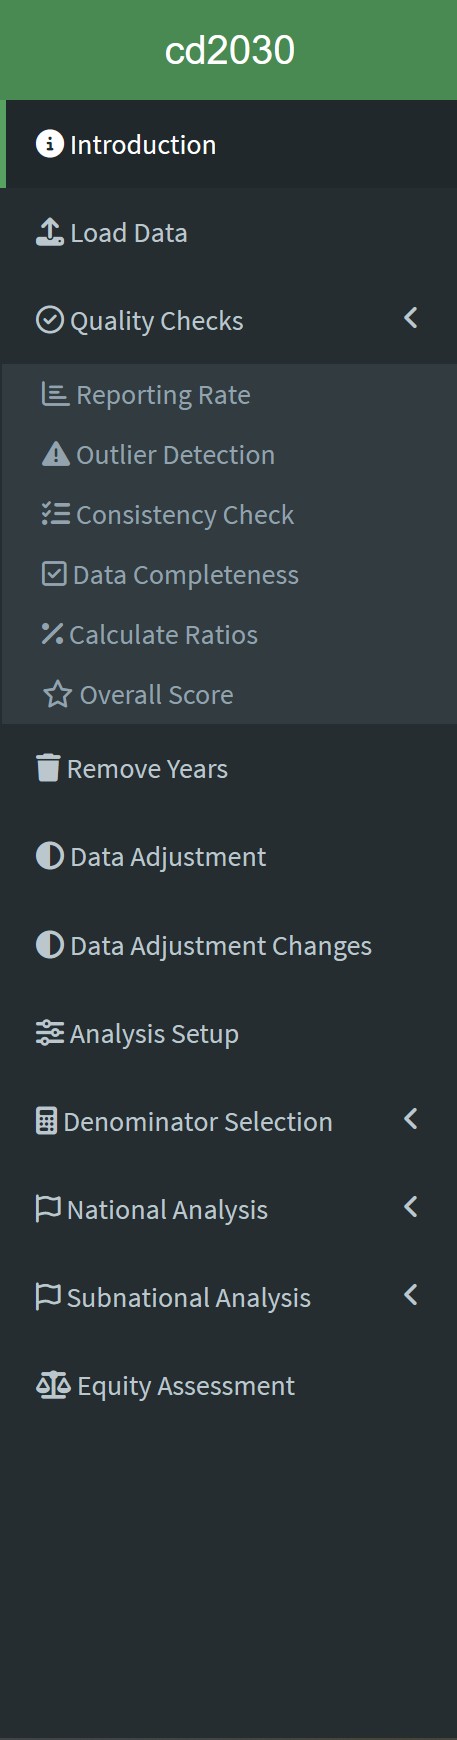 cd2030
Introduction
Load Data
Quality Checks
Reporting Rate
Outlier Detection
Consistency Check
Data Completeness
Calculate Ratios
Overall Score
Remove Years
Data Adjustment
Data Adjustment Changes
Analysis Setup
Denominator Selection
National Analysis
Subnational Analysis
Equity Assessment